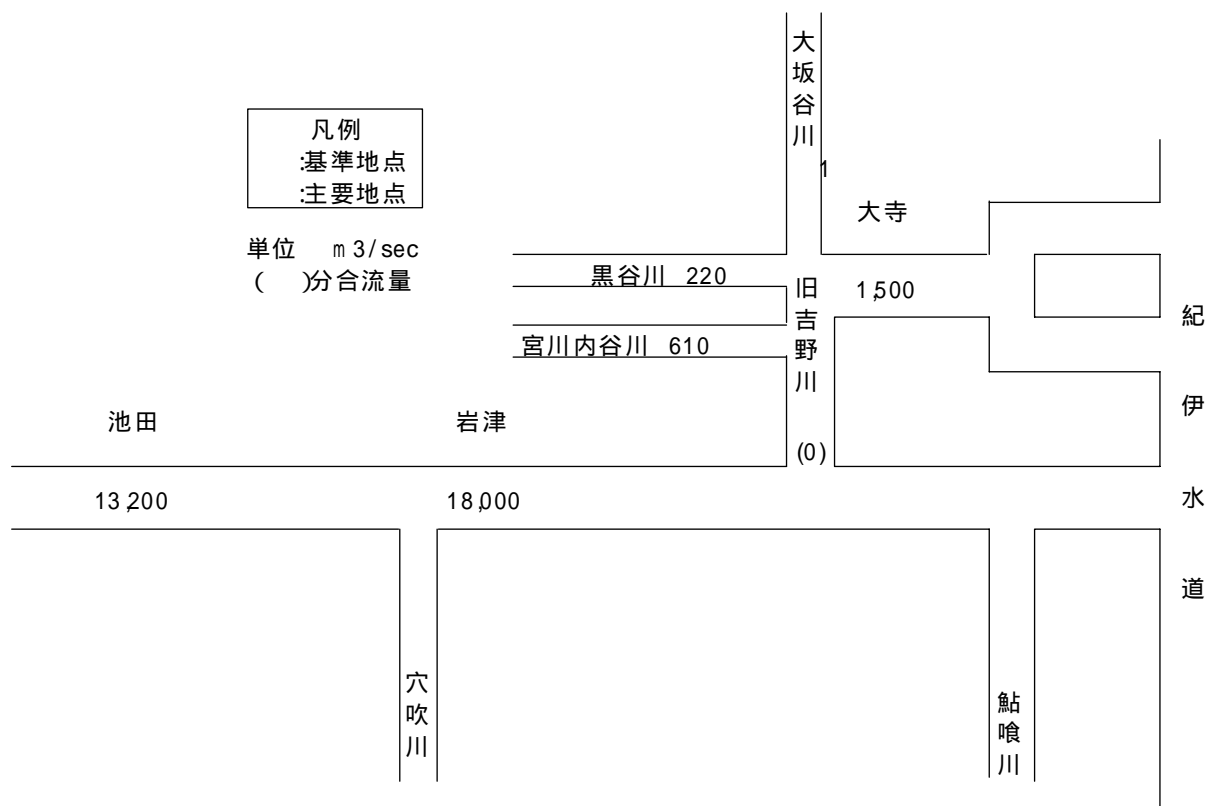 大坂谷川
1
凡例
:基準地点
:主要地点
大寺
単位 m3/sec
( )分合流量
黒谷川 220
旧吉野川
1,500
紀伊水道
宮川内谷川 610
池田
岩津
(0)
13,200
18,000
穴吹川
鮎喰川